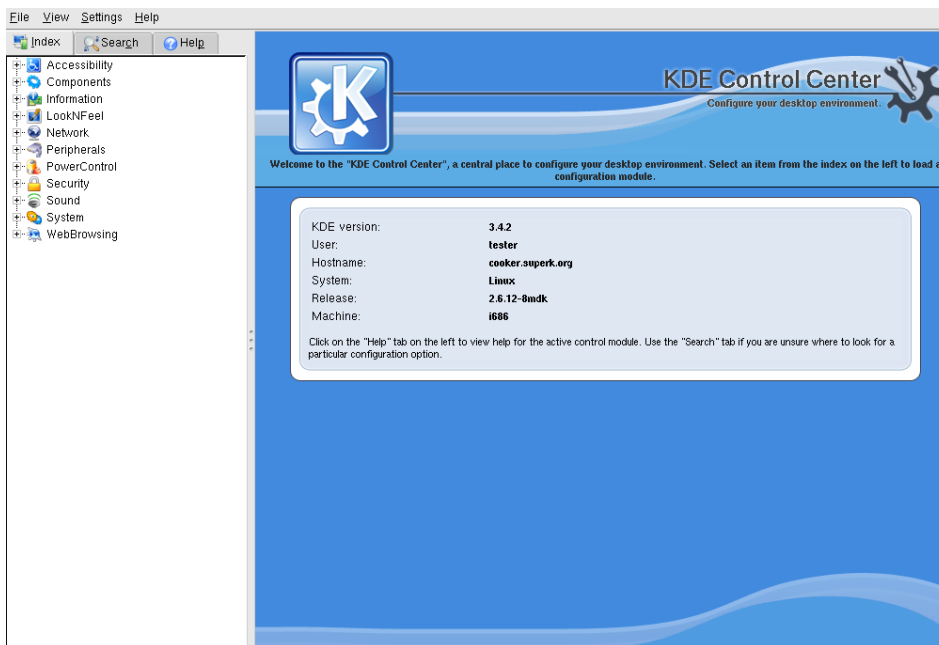 File View Settings Help
Index Search Help
Accessibility
Components
Information
LookNFeel
Network
Peripherals
PowerControl
Security
Sound
System
WebBrowsing
K
KDE Control Center
Configure your desktop environment.
Welcome to the "KDE Control Center", a central place to configure your desktop environment. Select an item from the index on the left to load a
configuration module.
KDE version: 3.4.2
User: tester
Hostname: cooker.superk.org
System: Linux
Release: 2.6.12-8mdk
Machine: i686
Click on the "Help" tab on the left to view help for the active control module. Use the "Search" tab if you are unsure where to look for a
particular configuration option.